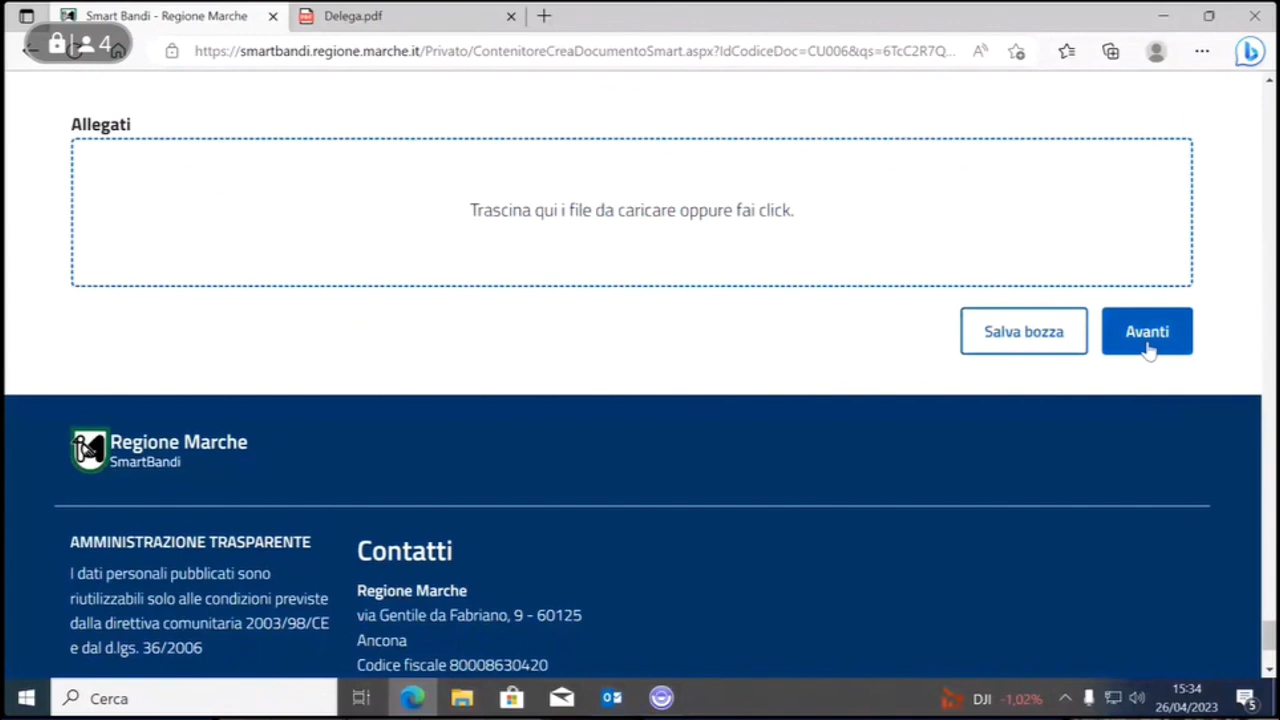 Smart Bandi - Regione Marche
Delega.pdf
4
https://smartbandi.regione.marche.it/Privato/ContenitoreCreaDocumentoSmart.aspx?IdCodiceDoc=CU006&qs=6TcC2R7Q...
Allegati
Trascina qui i file da caricare oppure fai click.
Salva bozza
Avanti
Regione Marche
SmartBandi
AMMINISTRAZIONE TRASPARENTE
I dati personali pubblicati sono
riutilizzabili solo alle condizioni previste
dalla direttiva comunitaria 2003/98/CE
e dal d.lgs. 36/2006
Contatti
Regione Marche
via Gentile da Fabriano, 9 - 60125
Ancona
Codice fiscale 80008630420
Cerca
DJI -1,02%
15:34
26/04/2023
5